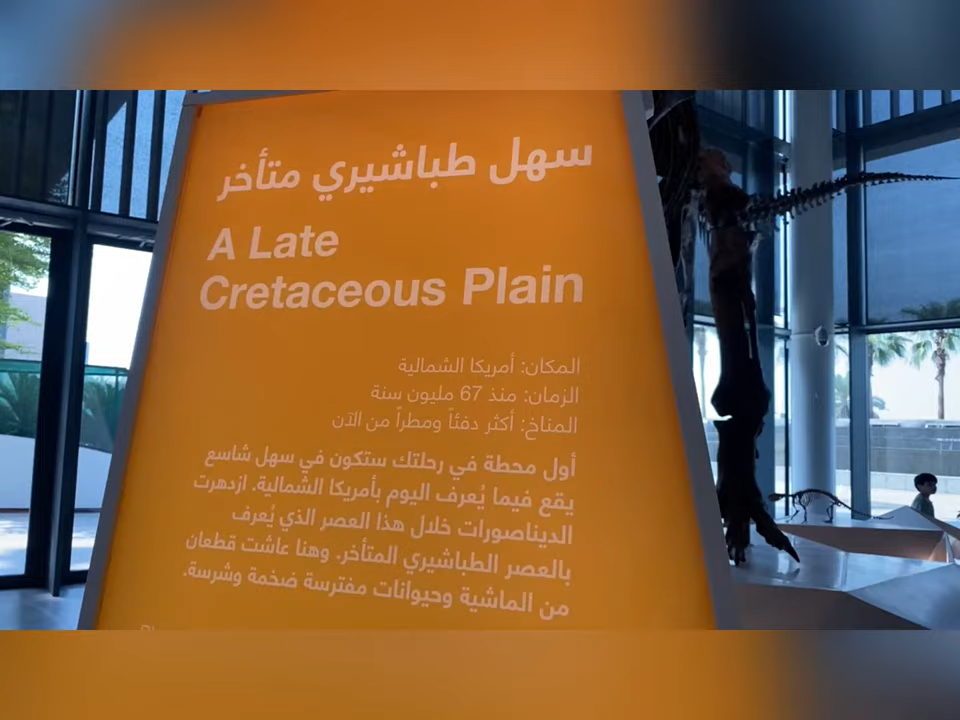 سهل طباشيري متأخر
A Late
Cretaceous Plain
المكان: أمريكا الشمالية
الزمان: منذ 67 مليون سنة
المناخ: أكثر دفئاً ومطراً من الآن
أول محطة في رحلتك ستكون في سهل شاسع
يقع فيما يُعرف اليوم بأمريكا الشمالية. ازدهرت
الديناصورات خلال هذا العصر الذي يُعرف
بالعصر الطباشيري المتأخر. وهنا عاشت قطعان
من الماشية وحيوانات مفترسة ضخمة وشرسة.